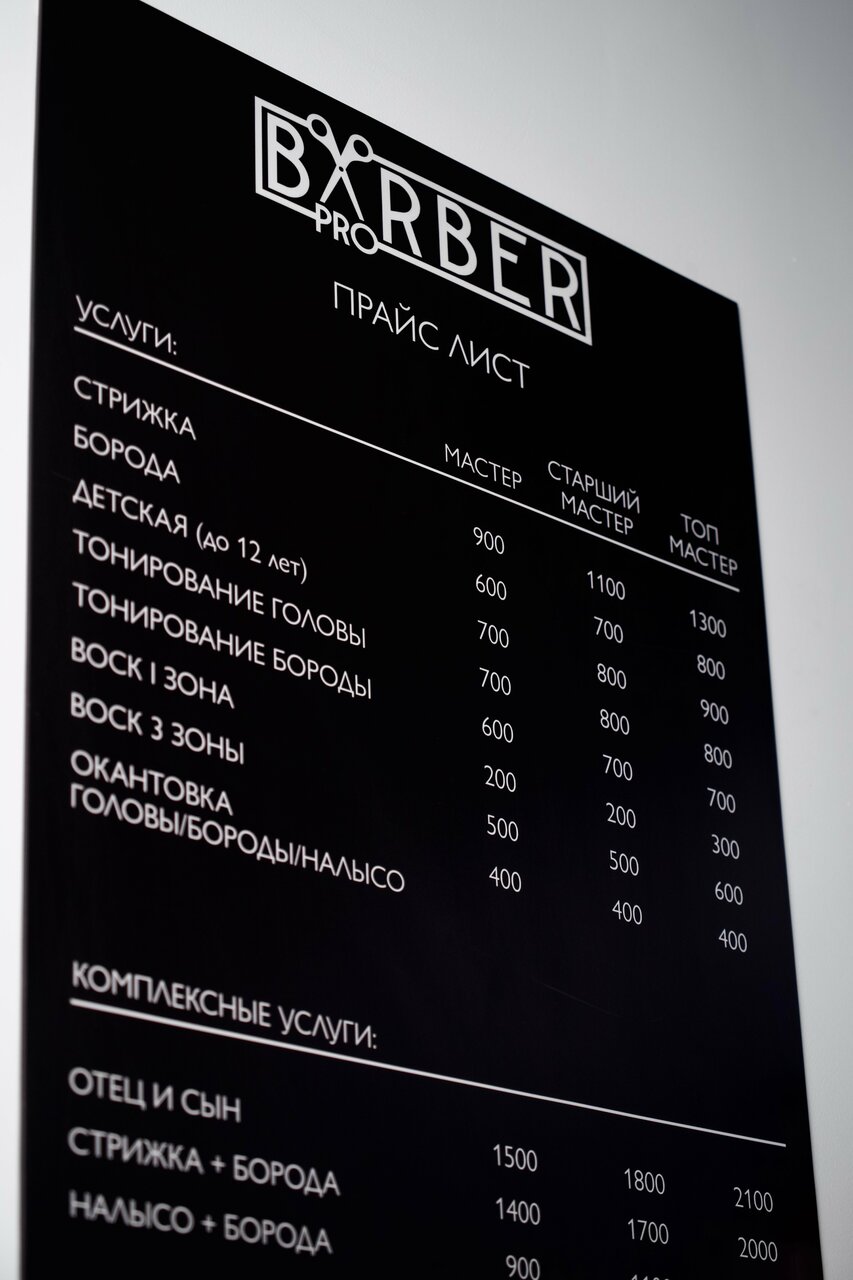 BARBER
PRO
ПРАЙС ЛИСТ
УСЛУГИ:
МАСТЕР СТАРШИЙ МАСТЕР ТОП МАСТЕР
СТРИЖКА 900 1100 1300
БОРОДА 600 700 800
ДЕТСКАЯ (до 12 лет) 700 800 900
ТОНИРОВАНИЕ ГОЛОВЫ 700 800 800
ТОНИРОВАНИЕ БОРОДЫ 600 700 700
ВОСК 1 ЗОНА 200 200 300
ВОСК 3 ЗОНЫ 500 500 600
ОКАНТОВКА
ГОЛОВЫ/БОРОДЫ/НАЛЫСО 400 400 400
КОМПЛЕКСНЫЕ УСЛУГИ:
ОТЕЦ И СЫН 1500 1800 2100
СТРИЖКА + БОРОДА 1400 1700 2000
НАЛЫСО + БОРОДА 900